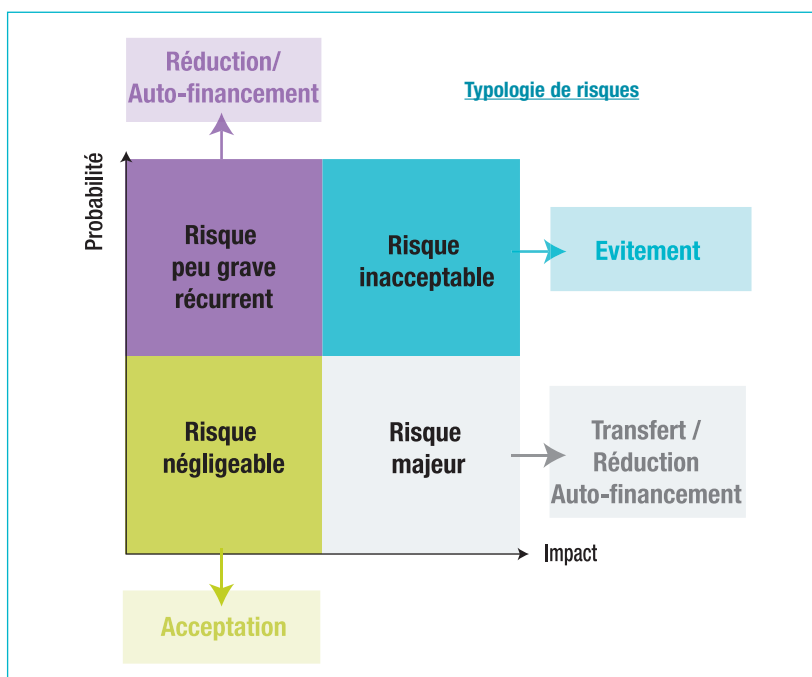 Réduction/
Auto-financement
Typologie de risques
Probabilité
Risque
peu grave
récurrent
Risque
inacceptable
Evitement
Risque
négligeable
Risque
majeur
Transfert /
Réduction
Auto-financement
Impact
Acceptation